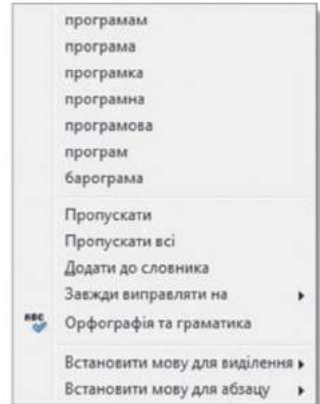 програмам
програма
програмка
програмна
програмова
програм
барограма
Пропускати
Пропускати всі
Додати до словника
Завжди виправляти на
ABC Орфографія та граматика
Встановити мову для виділення
Встановити мову для абзацу